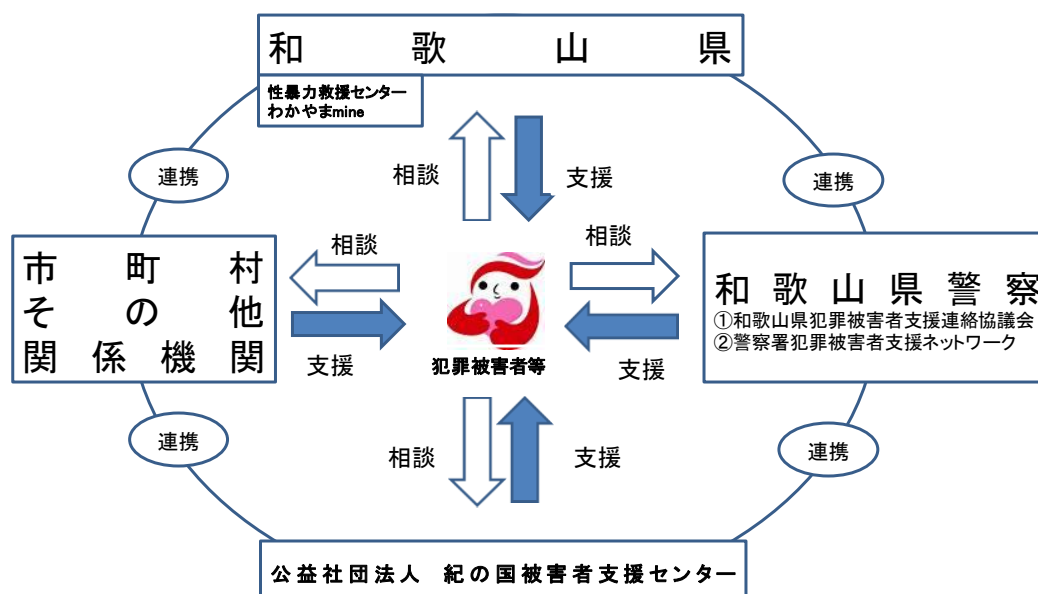 和歌山県
性暴力救援センター
わかやまmine
連携
連携
相談
支援
相談
相談
市町村
その他
関係機関
和歌山県警察
①和歌山県犯罪被害者支援連絡協議会
②警察署犯罪被害者支援ネットワーク
支援
犯罪被害者等
支援
連携
連携
相談
支援
公益社団法人 紀の国被害者支援センター